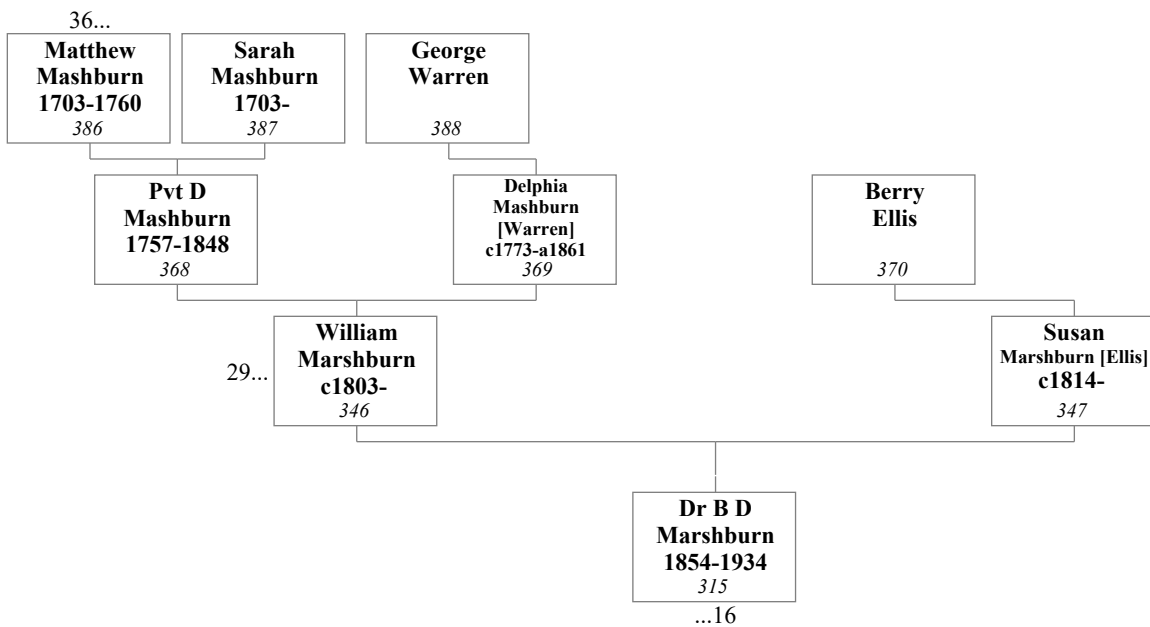 36...
Matthew
Mashburn
1703-1760
386
Sarah
Mashburn
1703-
387
George
Warren
388
Pvt D
Mashburn
1757-1848
368
Delphia
Mashburn
[Warren]
c1773-a1861
369
Berry
Ellis
370
29...
William
Marshburn
c1803-
346
Susan
Marshburn [Ellis]
c1814-
347
Dr B D
Marshburn
1854-1934
315
...16